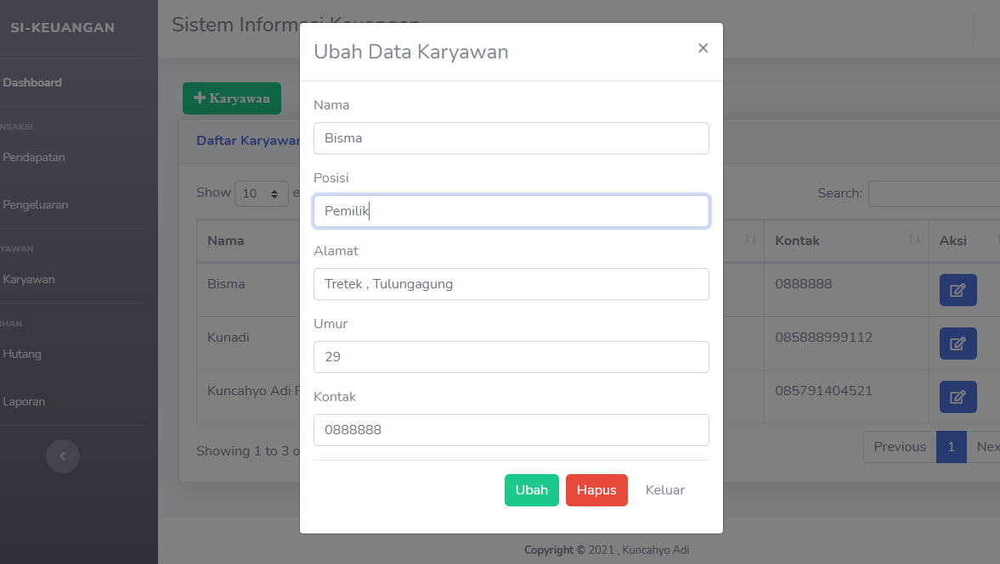 SI-KEUANGAN
Dashboard
NSAKSI
Pendapatan
Pengeluaran
YAWAN
Karyawan
IHAN
Hutang
Laporan
Sistem Informasi Keuangan
+ Karyawan
Daftar Karyawan
Show 10 e
Search:
Nama
Kontak
Aksi
Bisma
0888888
Kunadi
085888999112
Kuncahyo Adi P
085791404521
Showing 1 to 3 o
Previous 1 Nex
Ubah Data Karyawan
×
Nama
Bisma
Posisi
Pemilik
Alamat
Tretek , Tulungagung
Umur
29
Kontak
0888888
Ubah Hapus Keluar
Copyright © 2021 , Kuncahyo Adi